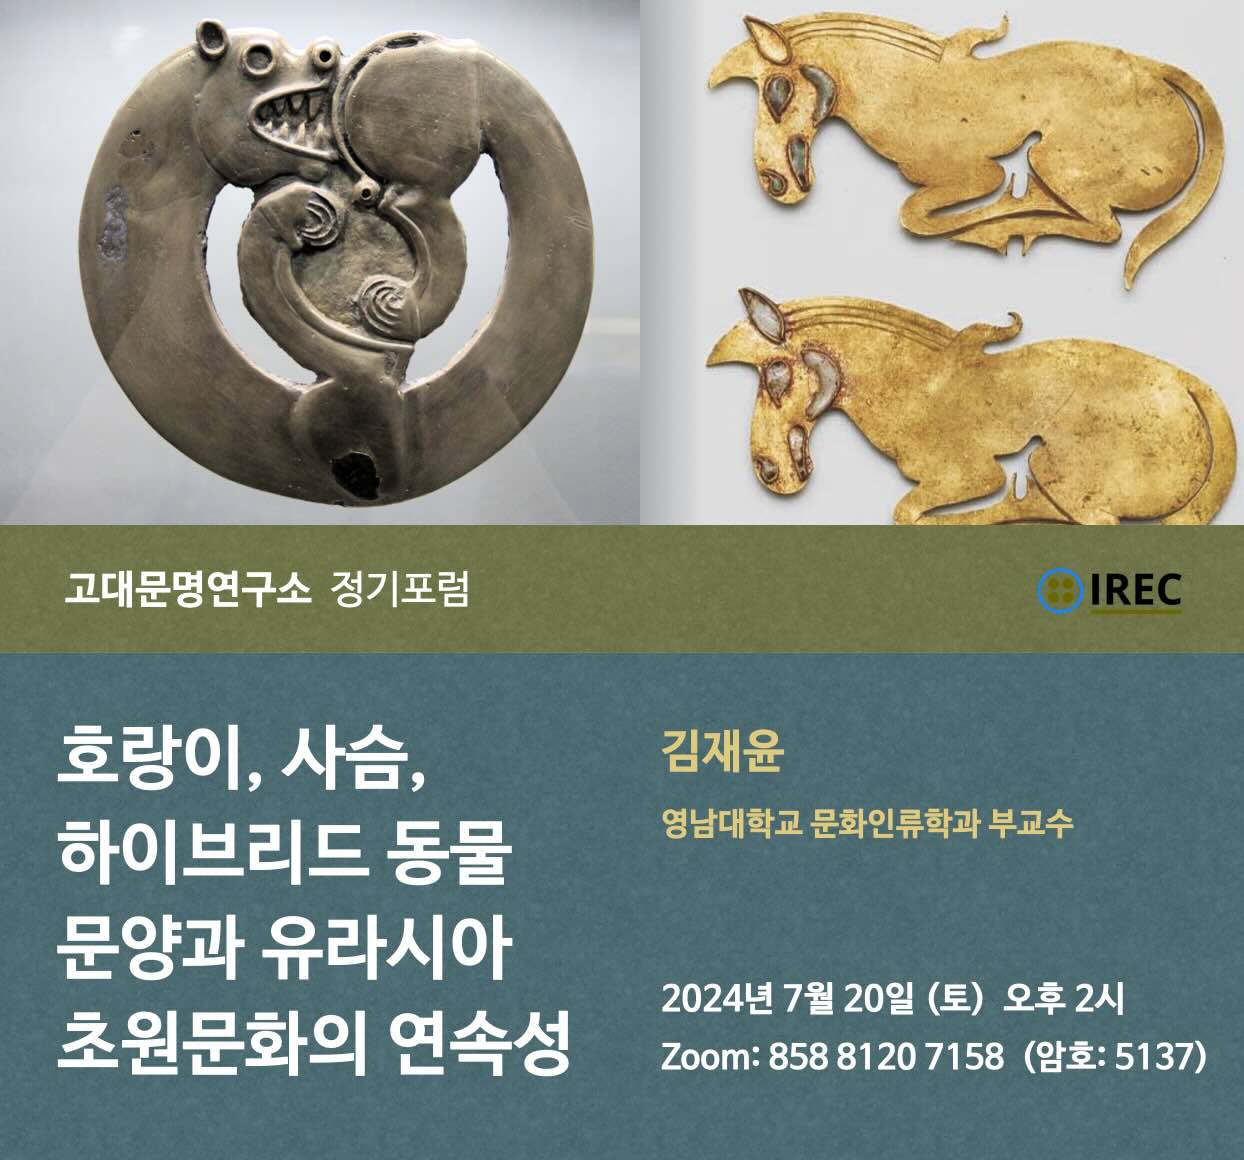 고대문명연구소 정기포럼
IREC
호랑이, 사슴,
하이브리드 동물
문양과 유라시아
초원문화의 연속성
김재윤
영남대학교 문화인류학과 부교수
2024년 7월 20일 (토) 오후 2시
Zoom: 858 8120 7158 (암호: 5137)